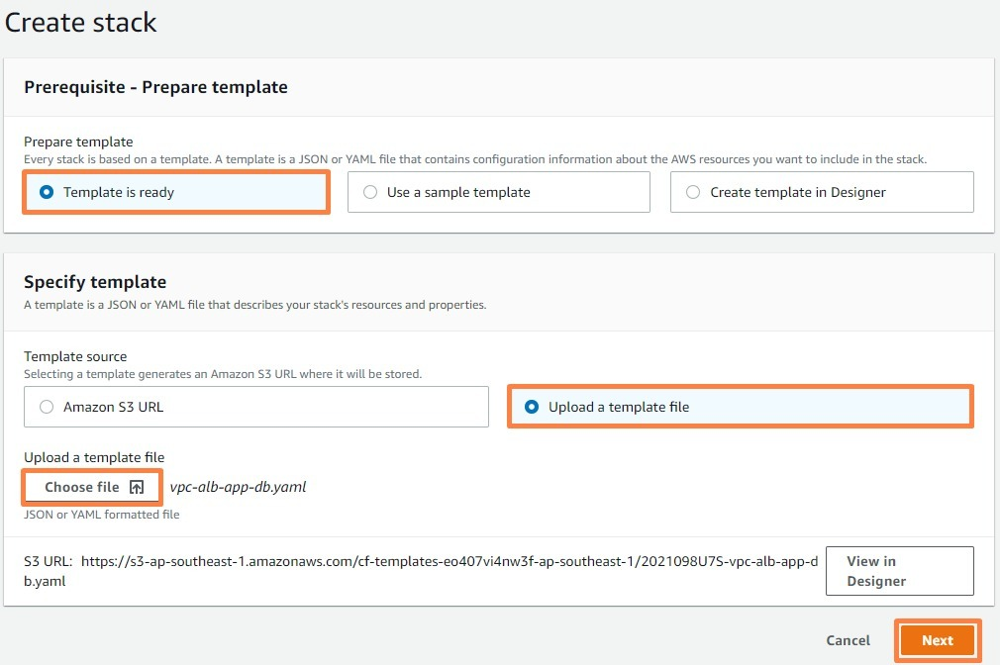 Create stack
Prerequisite - Prepare template
Prepare template
Every stack is based on a template. A template is a JSON or YAML file that contains configuration information about the AWS resources you want to include in the stack.
Template is ready
Use a sample template
Create template in Designer
Specify template
A template is a JSON or YAML file that describes your stack's resources and properties.
Template source
Selecting a template generates an Amazon S3 URL where it will be stored.
Amazon S3 URL
Upload a template file
Upload a template file
Choose file
vpc-alb-app-db.yaml
JSON or YAML formatted file
S3 URL: https://s3-ap-southeast-1.amazonaws.com/cf-templates-eo407vi4nw3f-ap-southeast-1/2021098U7S-vpc-alb-app-d
b.yaml
View in
Designer
Cancel
Next